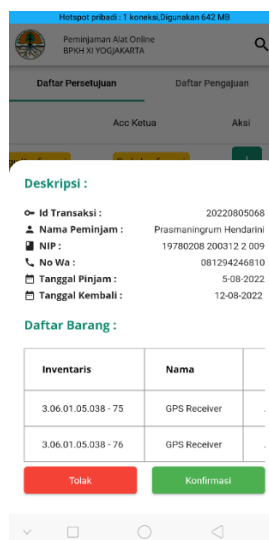 Hotspot pribadi : 1 koneksi,Digunakan 642 MB
Peminjaman Alat Online
BPKH XI YOGJAKARTA
Daftar Persetujuan Daftar Pengajuan
Acc Ketua Aksi
Deskripsi :
Id Transaksi : 20220805068
Nama Peminjam : Prasmaningrum Hendarini
NIP : 19780208 200312 2 009
No Wa : 081294246810
Tanggal Pinjam : 5-08-2022
Tanggal Kembali : 12-08-2022
Daftar Barang :
Inventaris Nama
3.06.01.05.038 - 75 GPS Receiver
3.06.01.05.038 - 76 GPS Receiver
Tolak Konfirmasi